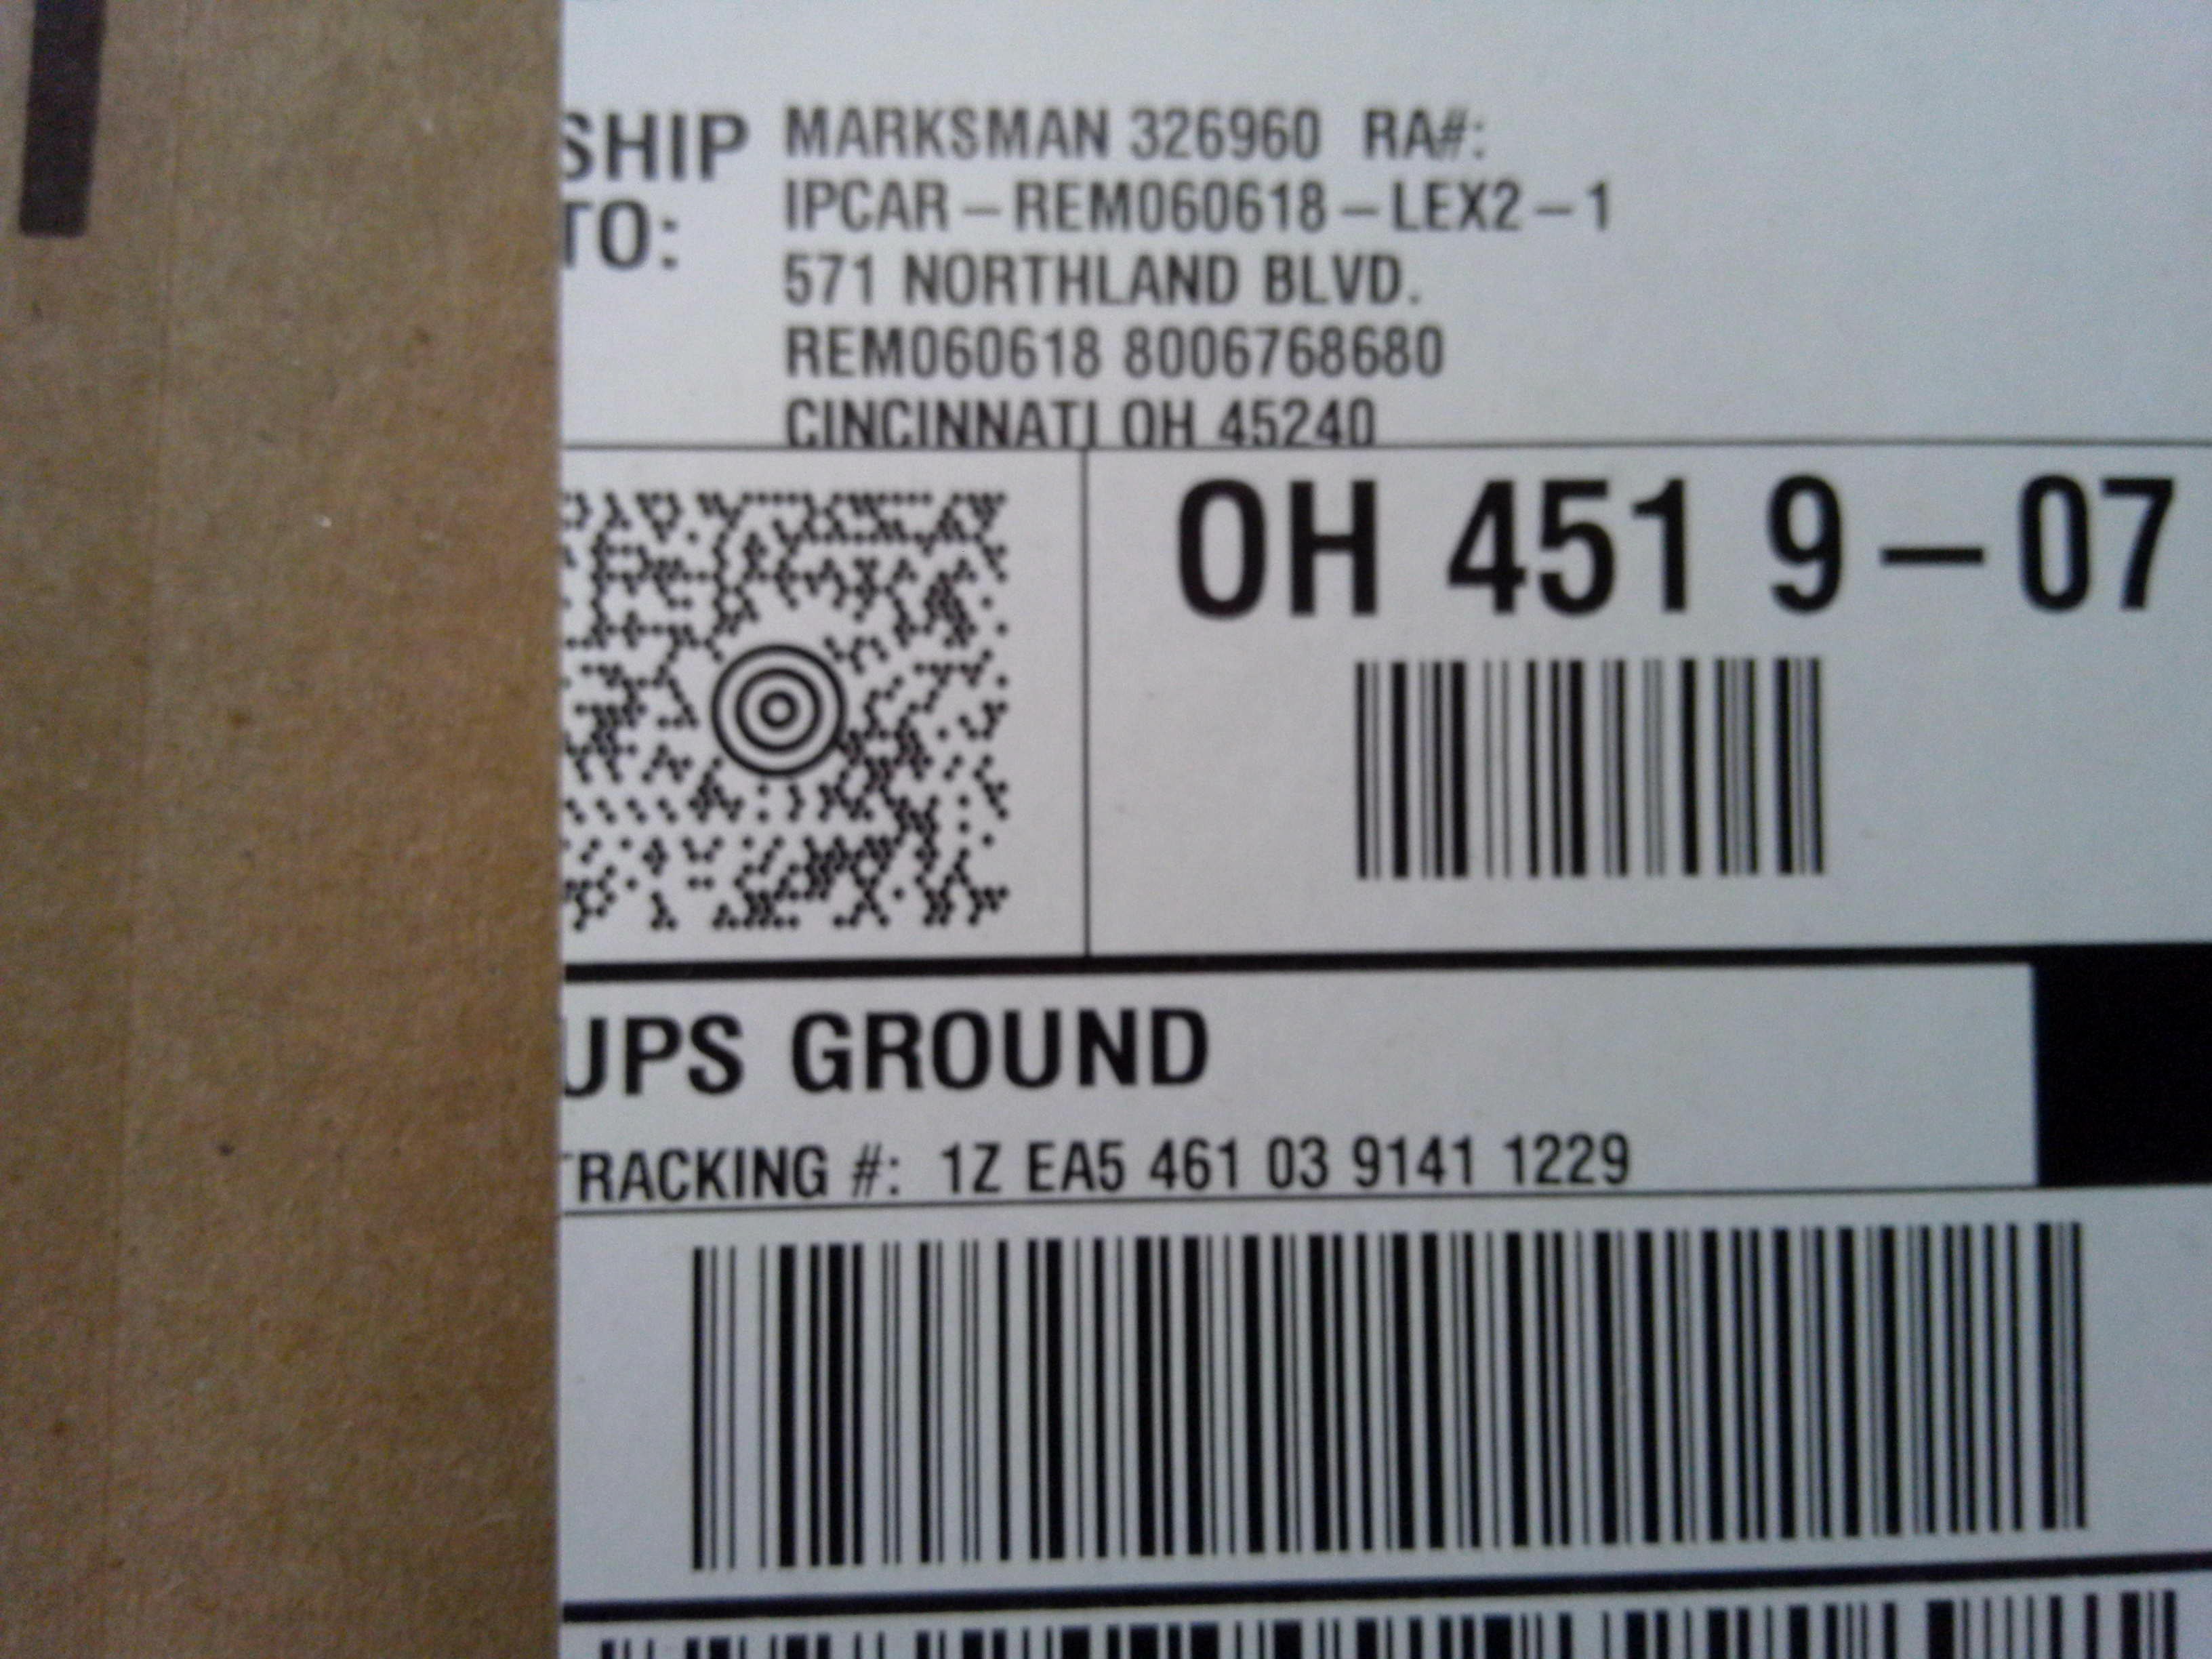 SHIP TO:
MARKSMAN 326960 RA#:
IPCAR-REM060618-LEX2-1
571 NORTHLAND BLVD.
REM060618 8006768680
CINCINNATI OH 45240
OH 451 9-07
UPS GROUND
TRACKING #: 1Z EA5 461 03 9141 1229